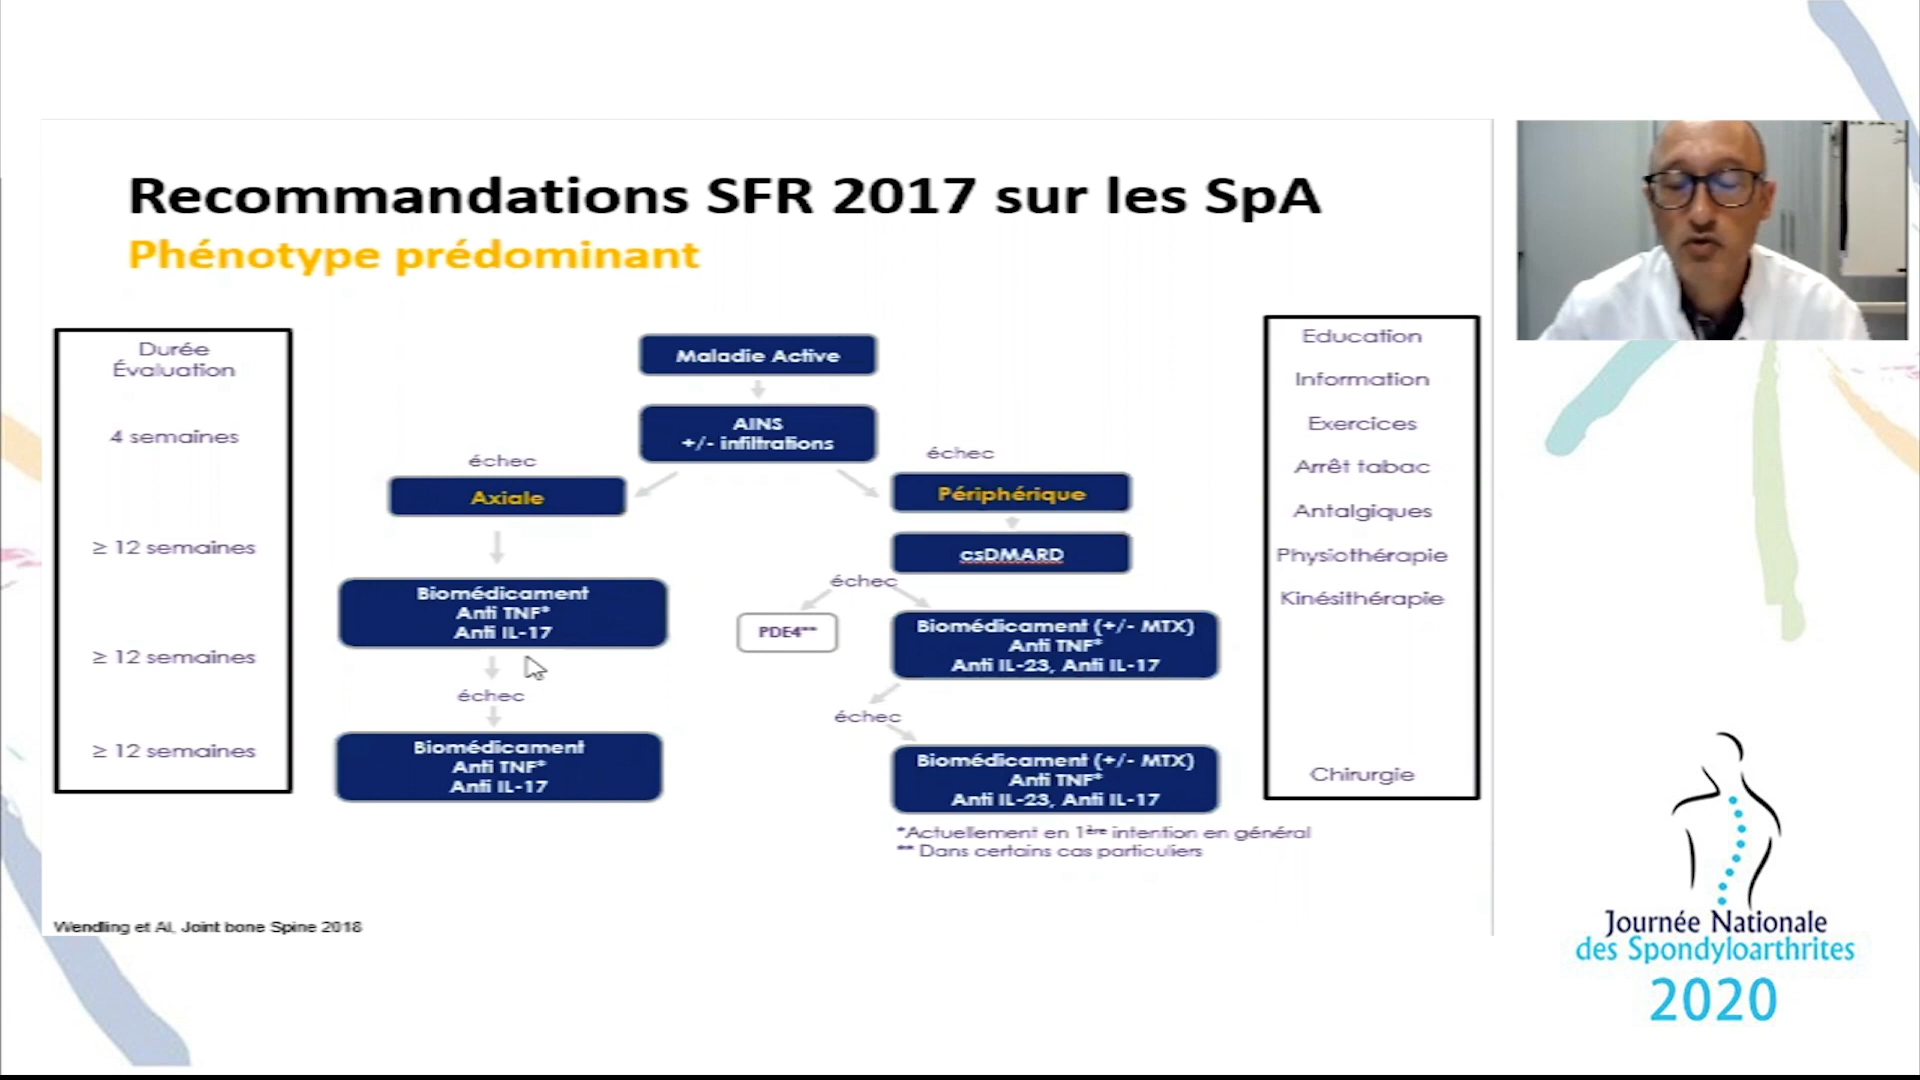 Recommandations SFR 2017 sur les SpA
Phénotype prédominant
Durée
Évaluation
4 semaines
≥ 12 semaines
≥ 12 semaines
≥ 12 semaines
Maladie Active
AINS
+/- infiltrations
échec
Axiale
Biomédicament
Anti TNF*
Anti IL-17
échec
Biomédicament
Anti TNF*
Anti IL-17
échec
Périphérique
csDMARD
échec
PDE4**
Biomédicament (+/- MTX)
Anti TNF*
Anti IL-23, Anti IL-17
échec
Biomédicament (+/- MTX)
Anti TNF*
Anti IL-23, Anti IL-17
*Actuellement en 1ère intention en général
** Dans certains cas particuliers
Education
Information
Exercices
Arrêt tabac
Antalgiques
Physiothérapie
Kinésithérapie
Chirurgie
Wendling et Al, Joint bone Spine 2018
Journée Nationale
des Spondyloarthrites
2020